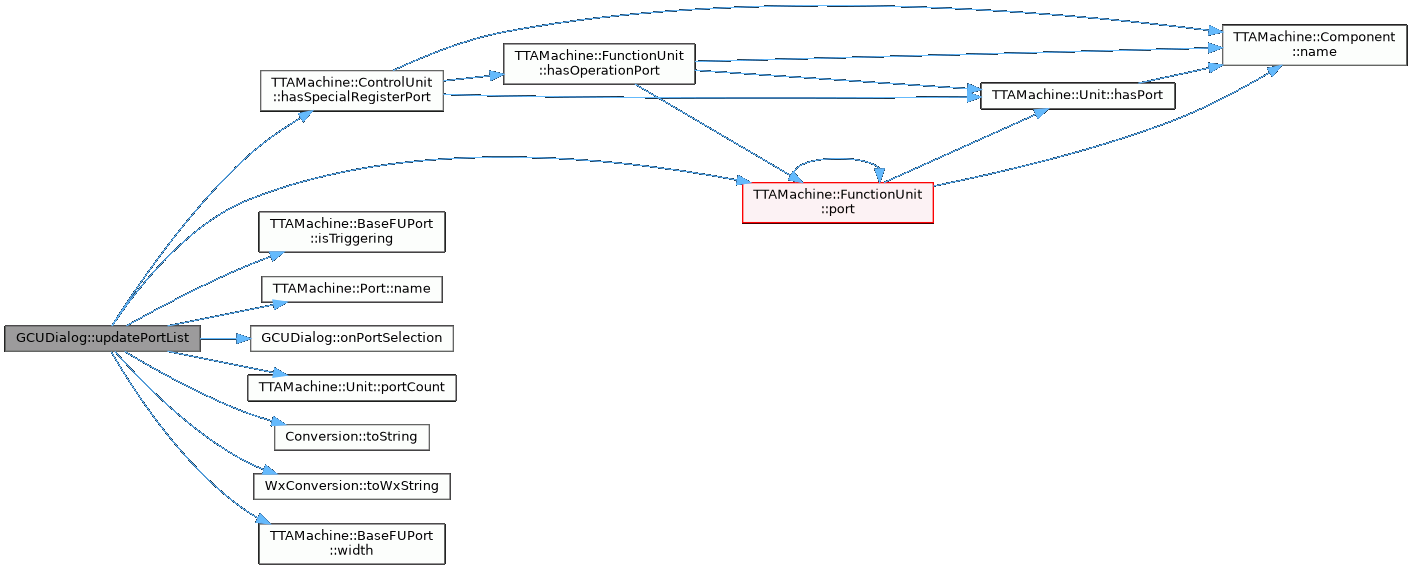 TTAMachine::Component
::name
TTAMachine::FunctionUnit
::hasOperationPort
TTAMachine::ControlUnit
::hasSpecialRegisterPort
TTAMachine::Unit::hasPort
TTAMachine::FunctionUnit
::port
TTAMachine::BaseFUPort
::isTriggering
TTAMachine::Port::name
GCUDialog::updatePortList
GCUDialog::onPortSelection
TTAMachine::Unit::portCount
Conversion::toString
WxConversion::toWxString
TTAMachine::BaseFUPort
::width